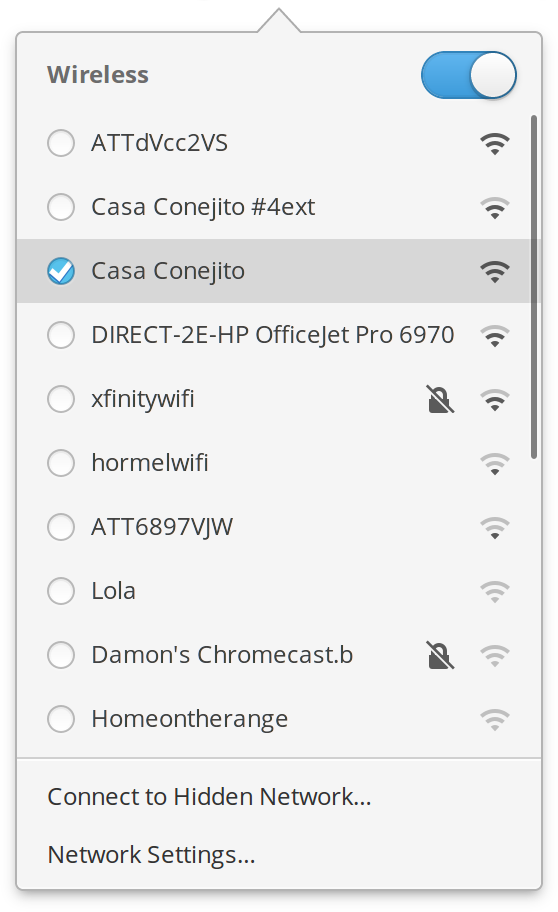 Wireless
ATTdVcc2VS
Casa Conejito #4ext
Casa Conejito
DIRECT-2E-HP OfficeJet Pro 6970
xfinitywifi
hormelwifi
ATT6897VJW
Lola
Damon's Chromecast.b
Homeontherange
Connect to Hidden Network...
Network Settings...